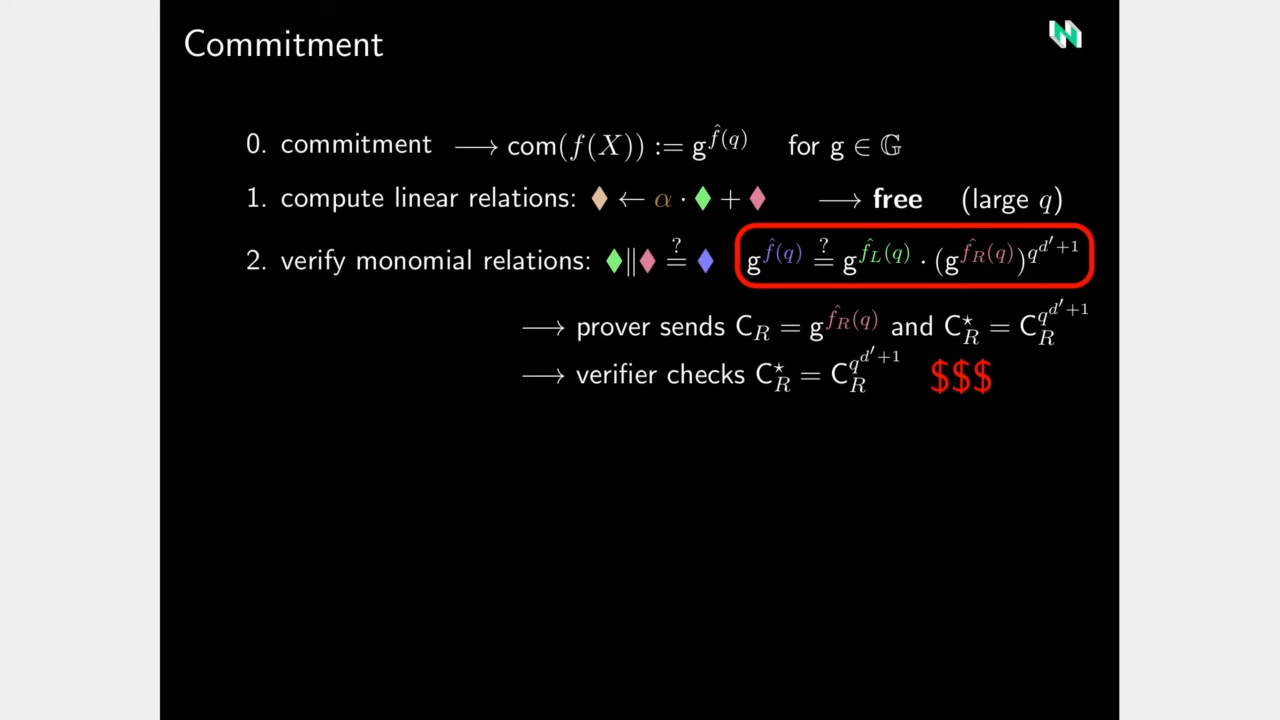 Commitment
0. commitment ⟶ com(f(X)) := g^{f̂(q)} for g ∈ 𝔾
1. compute linear relations: ♦ ← α · ♦ + ♦ ⟶ free (large q)
2. verify monomial relations: ♦‖♦ ≟ ♦ g^{f̂(q)} ≟ g^{f̂_L(q)} · (g^{f̂_R(q)})^{q^{d′+1}}
⟶ prover sends C_R = g^{f̂_R(q)} and C_R^⋆ = C_R^{q^{d′+1}}
⟶ verifier checks C_R^⋆ = C_R^{q^{d′+1}} $$$